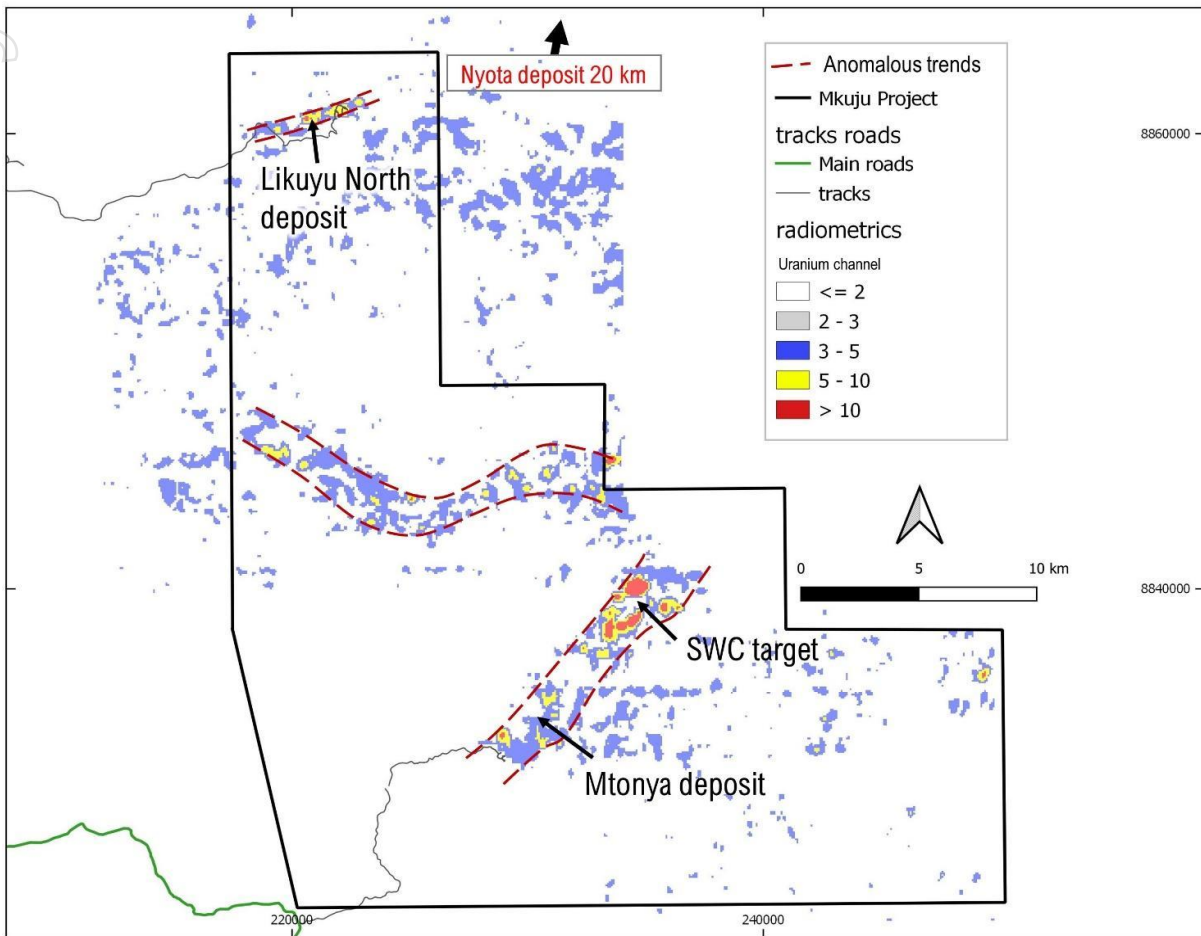 Nyota deposit 20 km
Likuyu North
deposit
SWC target
Mtonya deposit
Anomalous trends
Mkuju Project
tracks roads
Main roads
tracks
radiometrics
Uranium channel
<= 2
2 - 3
3 - 5
5 - 10
> 10
8860000
0 5 10 km
8840000
220000
240000